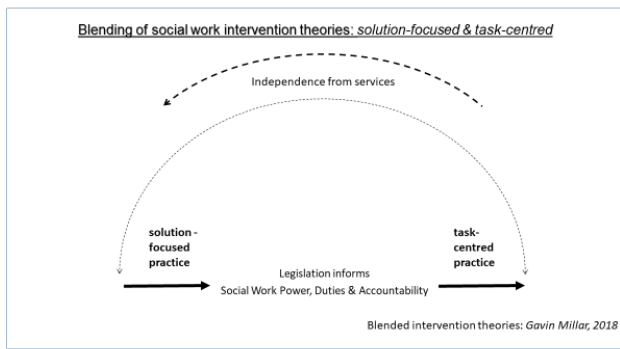 Blending of social work intervention theories: solution-focused & task-centred
Independence from services
solution -
focused
practice
Legislation informs
Social Work Power, Duties & Accountability
task-
centred
practice
Blended intervention theories: Gavin Millar, 2018